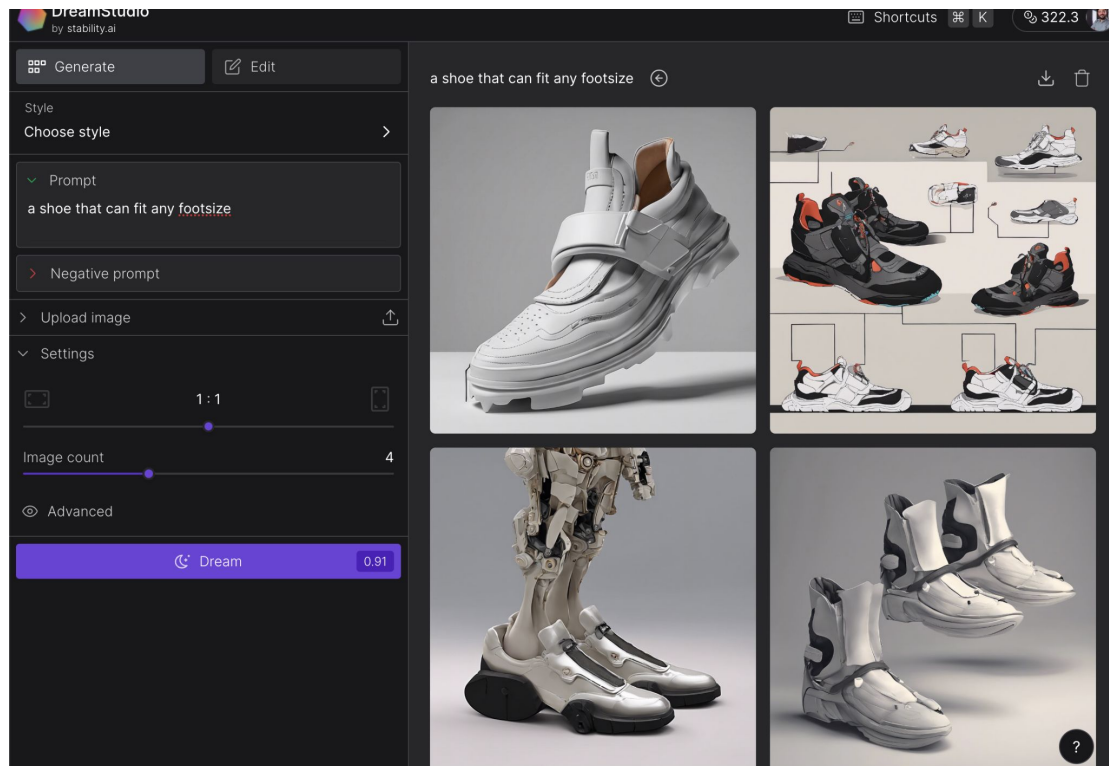 DreamStudio
by stability.ai
Shortcuts ⌘ K
322.3
Generate
Edit
Style
Choose style
Prompt
a shoe that can fit any footsize
Negative prompt
Upload image
Settings
1 : 1
Image count
4
Advanced
Dream
0.91
a shoe that can fit any footsize
?